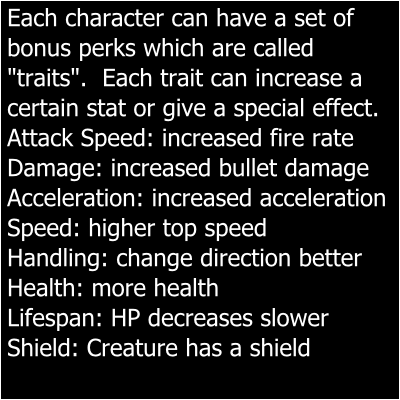 Each character can have a set of
bonus perks which are called
"traits".  Each trait can increase a
certain stat or give a special effect.
Attack Speed: increased fire rate
Damage: increased bullet damage
Acceleration: increased acceleration
Speed: higher top speed
Handling: change direction better
Health: more health
Lifespan: HP decreases slower
Shield: Creature has a shield